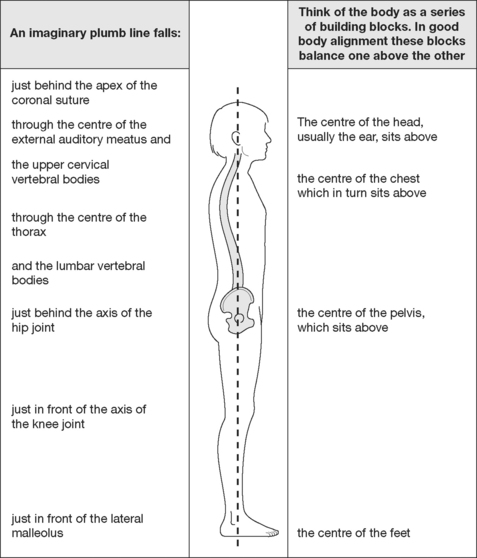 An imaginary plumb line falls:
just behind the apex of the
coronal suture
through the centre of the
external auditory meatus and
the upper cervical
vertebral bodies
through the centre of the
thorax
and the lumbar vertebral
bodies
just behind the axis of the
hip joint
just in front of the axis of
the knee joint
just in front of the lateral
malleolus
Think of the body as a series
of building blocks. In good
body alignment these blocks
balance one above the other
The centre of the head,
usually the ear, sits above
the centre of the chest
which in turn sits above
the centre of the pelvis,
which sits above
the centre of the feet